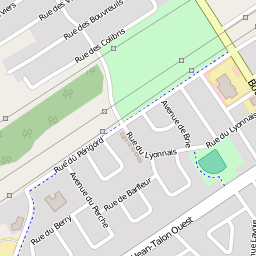 Rue des Bouvreuils
Rue des Colibris
Avenue de Brie
Rue du Lyonnais
Rue du Lyonnais
Rue du Périgord
Rue de Barfleur
Avenue du Perche
Rue du Berry
Jean-Talon Ouest